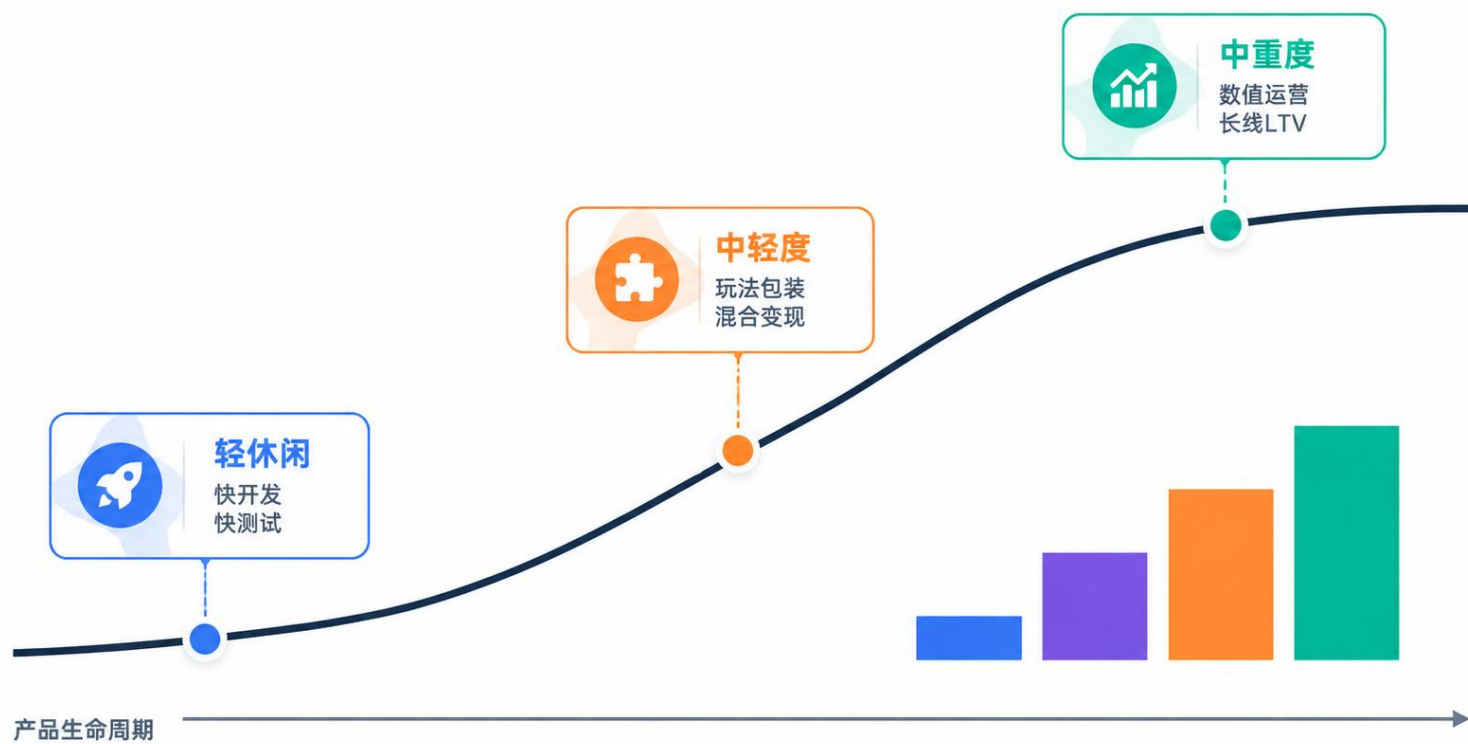 中重度
数值运营
长线LTV
中轻度
玩法包装
混合变现
轻休闲
快开发
快测试
产品生命周期